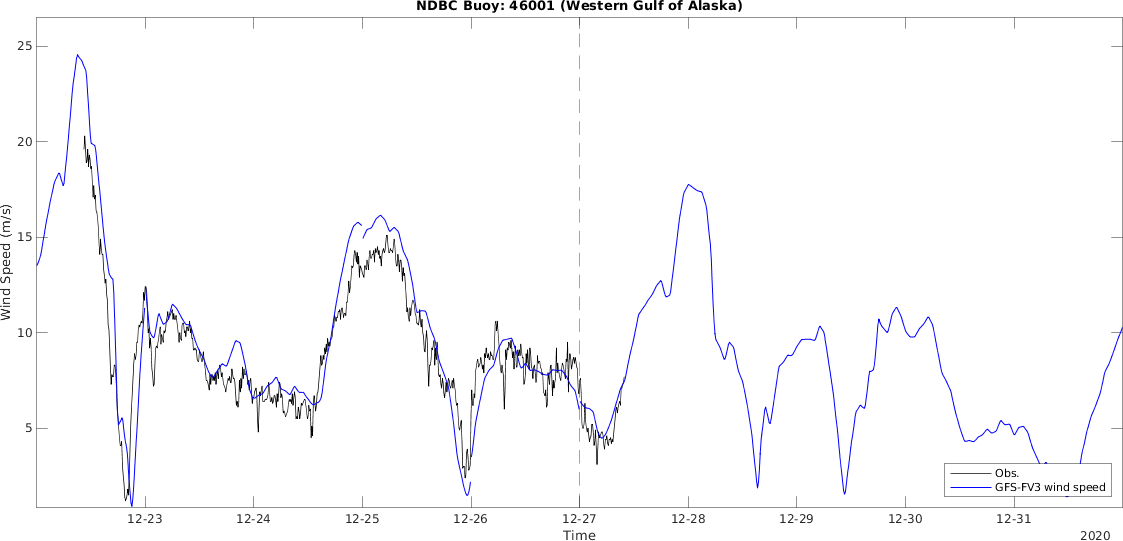 NDBC Buoy: 46001 (Western Gulf of Alaska)
Wind Speed (m/s)
25
20
15
10
5
Obs.
GFS-FV3 wind speed
12-23 12-24 12-25 12-26 12-27 12-28 12-29 12-30 12-31
Time
2020